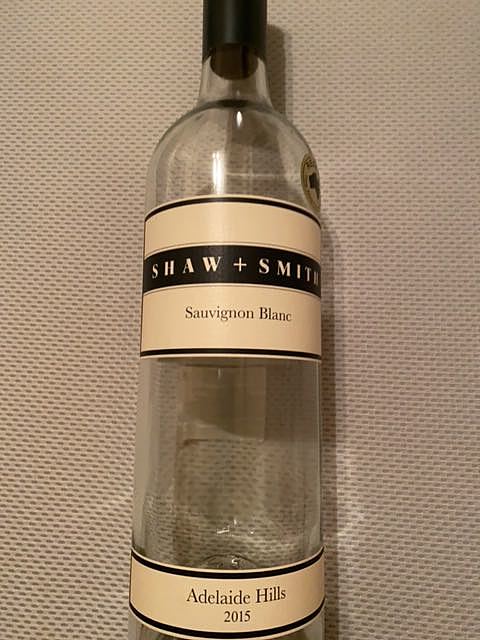 SHAW + SMITH
Sauvignon Blanc
Adelaide Hills
2015